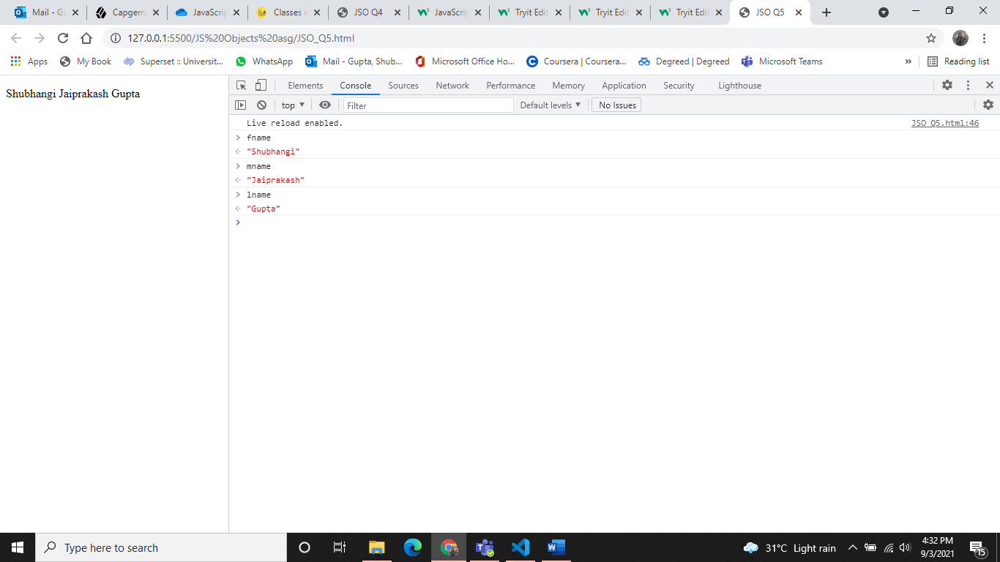 Mail - Gu
Capgemi
JavaScrip
Classes i
JSO Q4
JavaScrip
Tryit Edit
Tryit Edit
Tryit Edit
JSO Q5
127.0.0.1:5500/JS%20Objects%20asg/JSO_Q5.html
Apps My Book Superset :: Universit... WhatsApp Mail - Gupta, Shub... Microsoft Office Ho... Coursera | Coursera... Degreed | Degreed Microsoft Teams » Reading list
Shubhangi Jaiprakash Gupta
Elements Console Sources Network Performance Memory Application Security Lighthouse
top Filter Default levels No Issues
Live reload enabled. JSO_Q5.html:46
fname
"Shubhangi"
mname
"Jaiprakash"
lname
"Gupta"
Type here to search
31°C Light rain
4:32 PM
9/3/2021
15